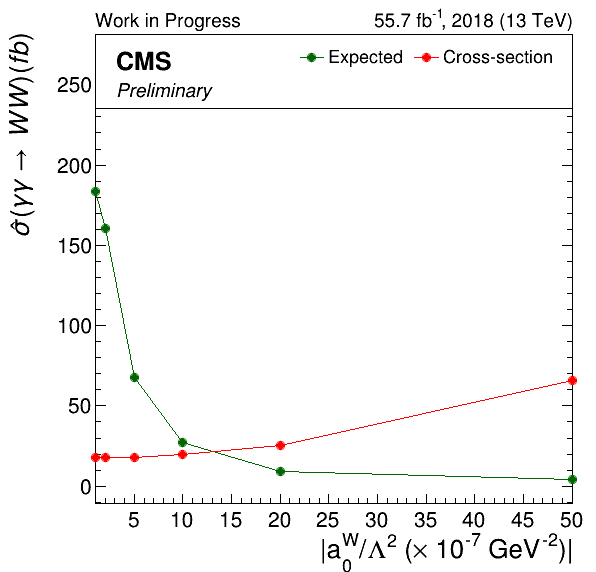 Work in Progress 55.7 fb⁻¹, 2018 (13 TeV)
CMS
Preliminary
Expected Cross-section
σ̂(γγ → WW)(fb)
250
200
150
100
50
0
5 10 15 20 25 30 35 40 45 50
|a₀ᵂ/Λ² (× 10⁻⁷ GeV⁻²)|